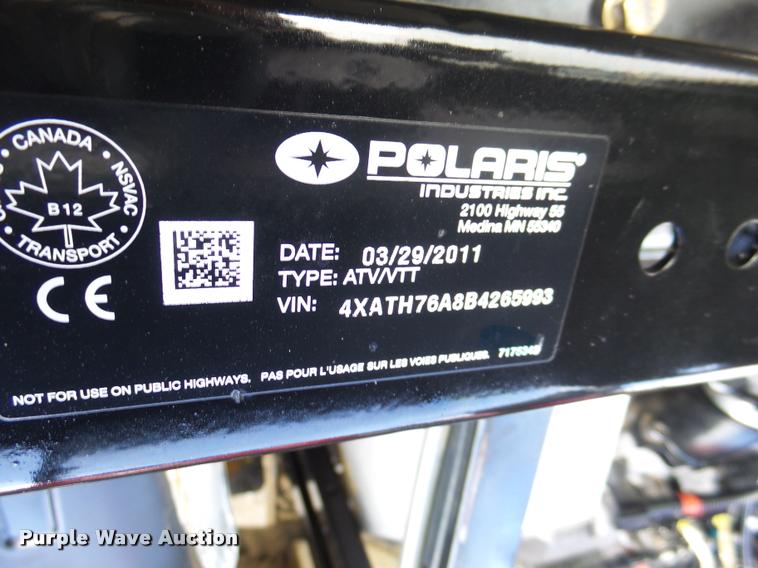 CANADA
NSVAC
B 12
TRANSPORT
CE
POLARIS®
INDUSTRIES INC.
2100 Highway 55
Medina MN 55340
DATE: 03/29/2011
TYPE: ATV/VTT
VIN: 4XATH76A8B4265993
NOT FOR USE ON PUBLIC HIGHWAYS. PAS POUR L'USAGE SUR LES VOIES PUBLIQUES.
Purple Wave Auction